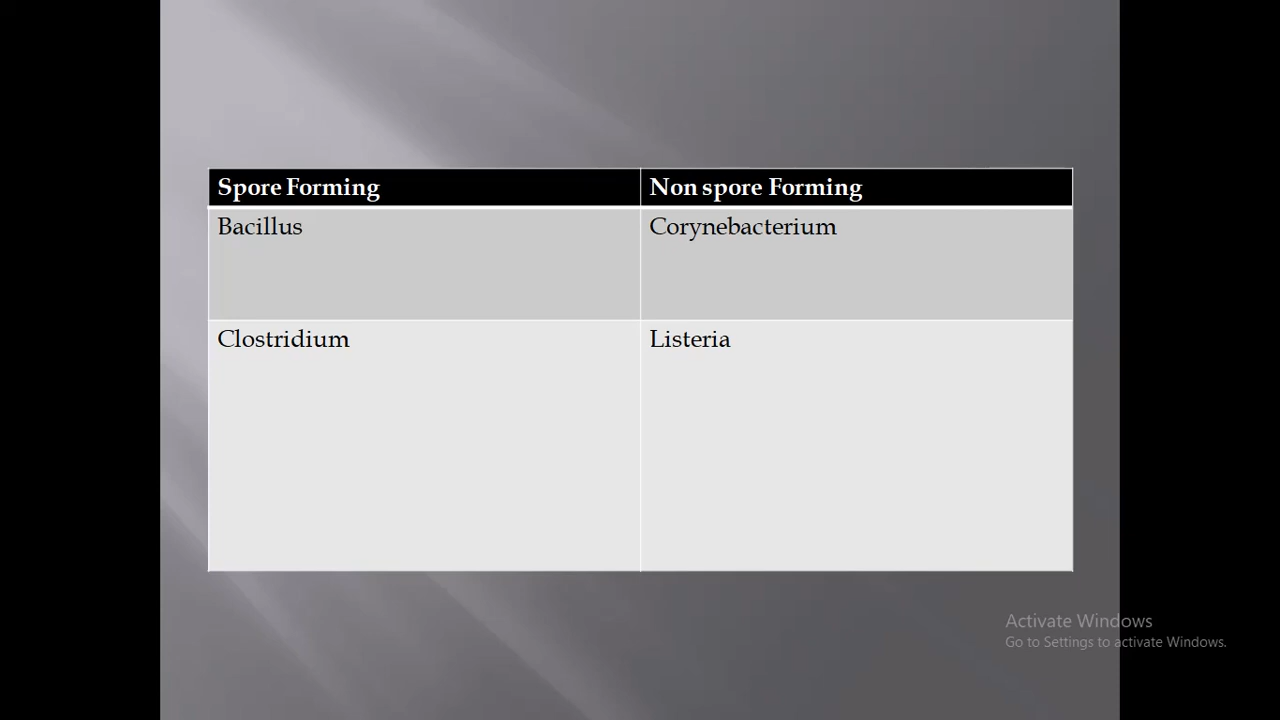 Spore Forming
Non spore Forming
Bacillus
Corynebacterium
Clostridium
Listeria
Activate Windows
Go to Settings to activate Windows.